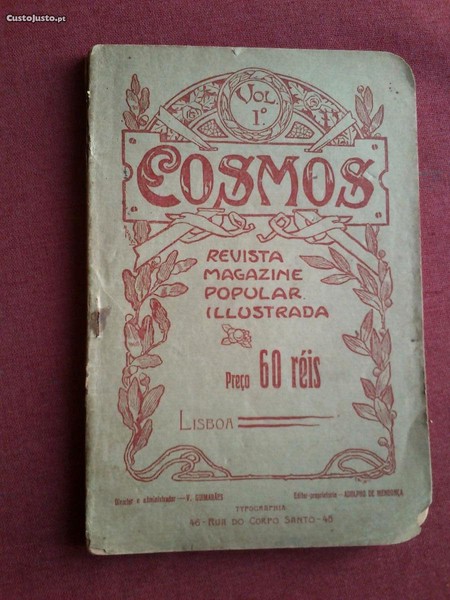 CustoJusto.pt
VOL.
1º
COSMOS
REVISTA
MAGAZINE
POPULAR
ILLUSTRADA
Preço 60 réis
LISBOA
Director e administrador — V. GUIMARÃES Editor-proprietario - ADOLPHO DE MENDONÇA
TYPOGRAPHIA
46-RUA DO CORPO SANTO-48